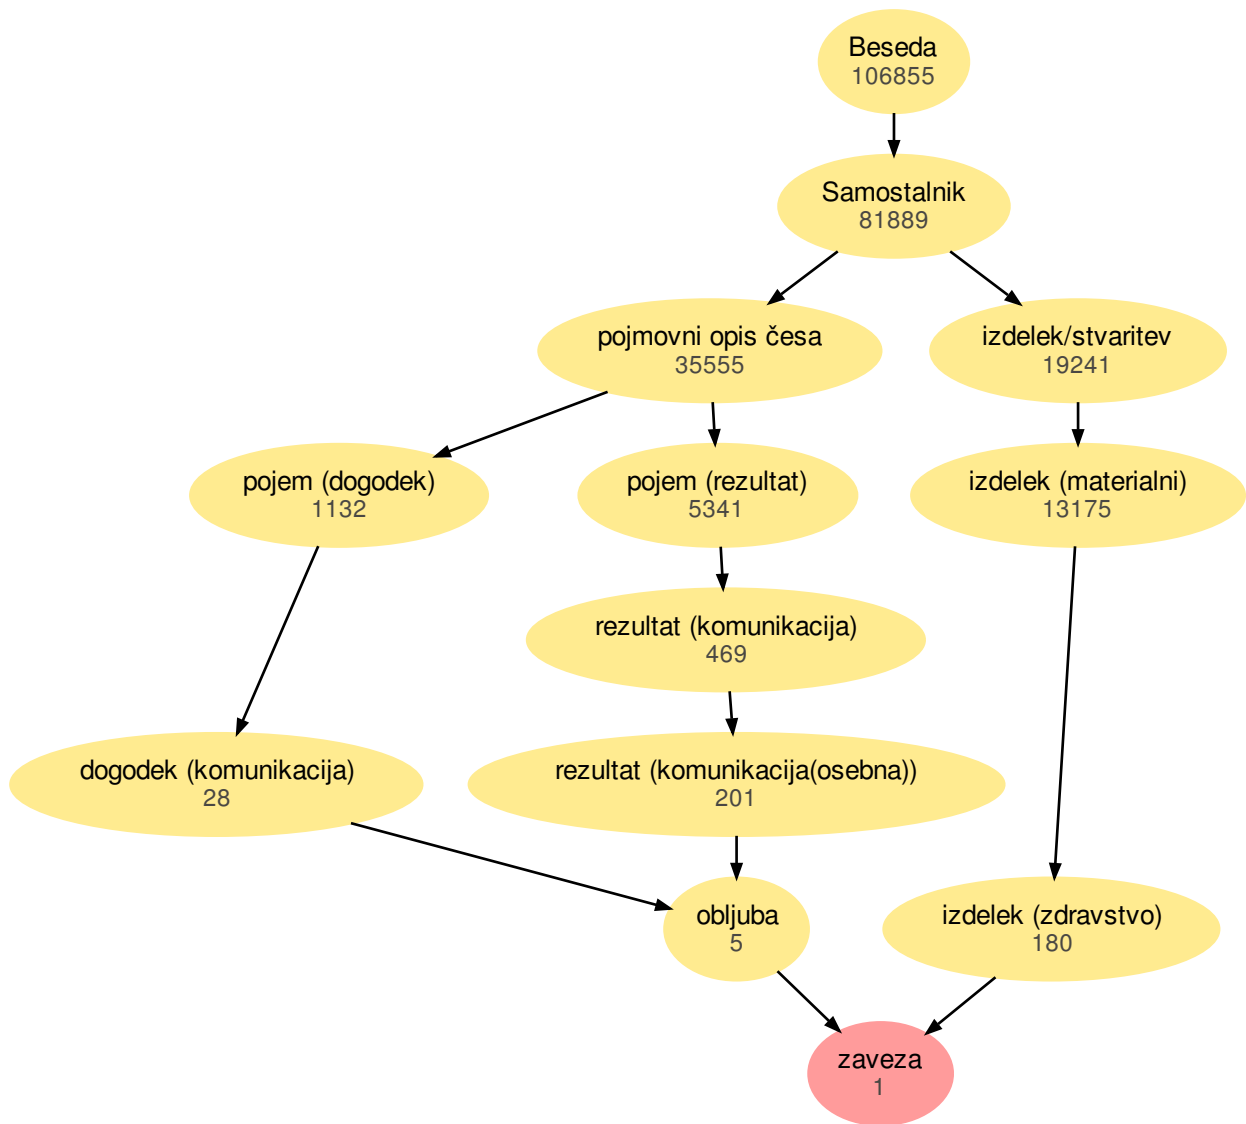 Beseda
106855
Samostalnik
81889
pojmovni opis česa
35555
izdelek/stvaritev
19241
pojem (dogodek)
1132
pojem (rezultat)
5341
izdelek (materialni)
13175
rezultat (komunikacija)
469
dogodek (komunikacija)
28
rezultat (komunikacija(osebna))
201
obljuba
5
izdelek (zdravstvo)
180
zaveza
1